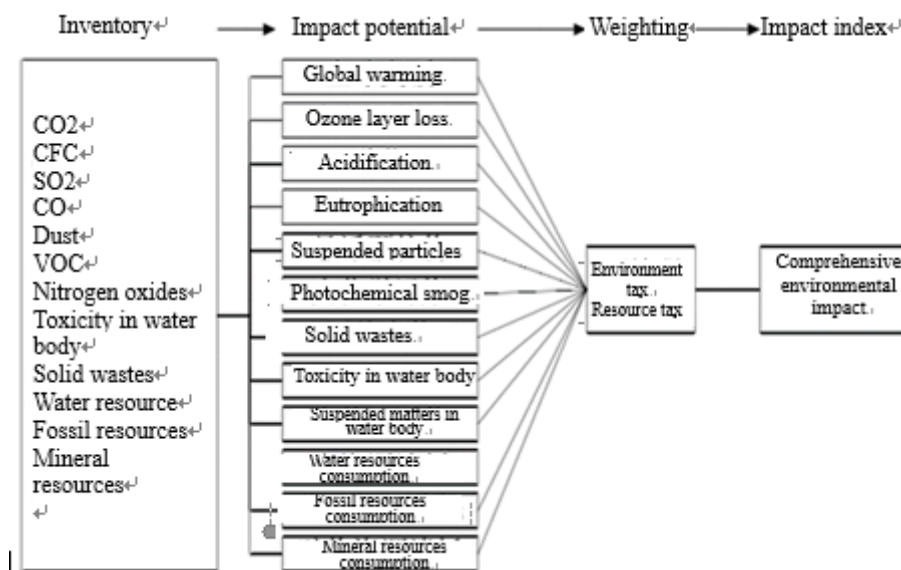 Inventory↵ Impact potential↵ Weighting↵ Impact index↵
CO2↵
CFC↵
SO2↵
CO↵
Dust↵
VOC↵
Nitrogen oxides↵
Toxicity in water
body↵
Solid wastes↵
Water resource↵
Fossil resources↵
Mineral
resources↵
↵
Global warming.
Ozone layer loss.
Acidification.
Eutrophication
Suspended particles
Photochemical smog.
Solid wastes.
Toxicity in water body
Suspended matters in
water body.
Water resources
consumption.
Fossil resources
consumption.
Mineral resources
consumption.
Environment
tax.
Resource tax
Comprehensive
environmental
impact.